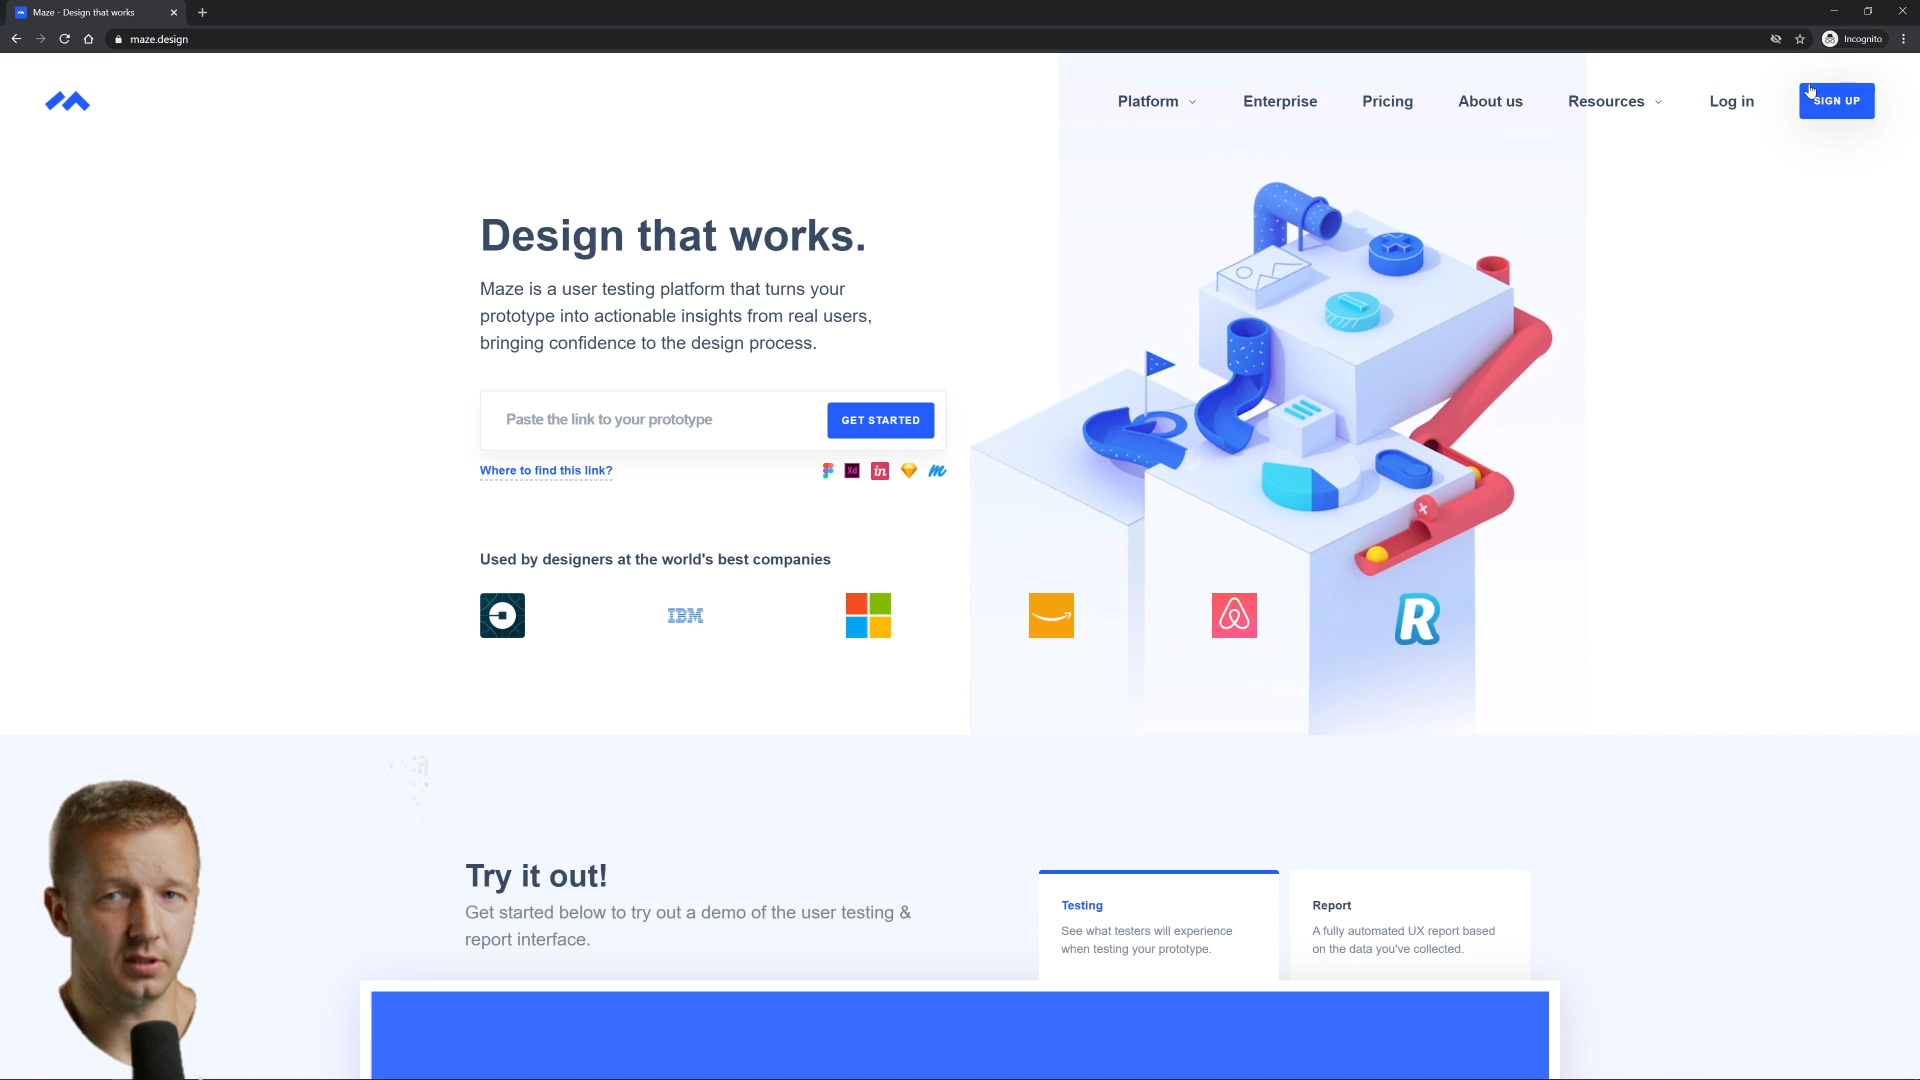 Maze - Design that works
maze.design
Incognito
Platform
Enterprise
Pricing
About us
Resources
Log in
SIGN UP
Design that works.
Maze is a user testing platform that turns your
prototype into actionable insights from real users,
bringing confidence to the design process.
Paste the link to your prototype
GET STARTED
Where to find this link?
Xd
in
Used by designers at the world's best companies
IBM
R
Try it out!
Get started below to try out a demo of the user testing &
report interface.
Testing
See what testers will experience
when testing your prototype.
Report
A fully automated UX report based
on the data you've collected.